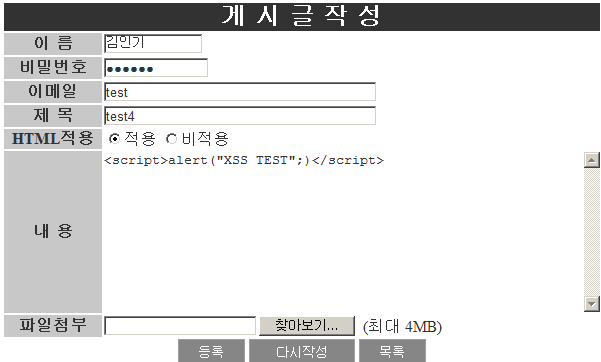 게 시 글 작 성
이 름 김인기
비밀번호 ●●●●●●
이메일 test
제 목 test4
HTML적용 적용 비적용
<script>alert("XSS TEST";)</script>
내 용
파일첨부 찾아보기... (최대 4MB)
등록 다시작성 목록